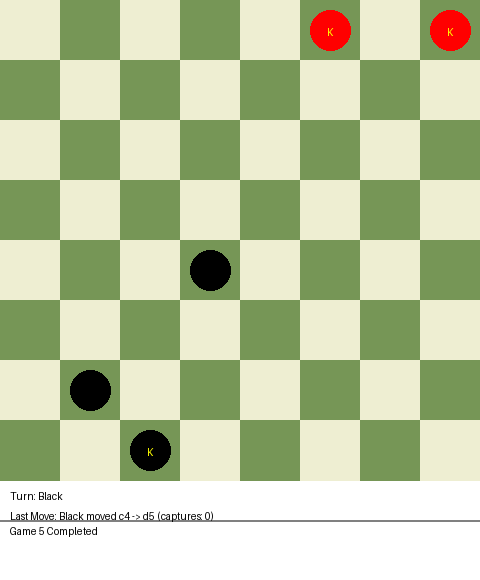 K K
K
Turn: Black
Last Move: Black moved c4 -> d5 (captures: 0)
Game 5 Completed